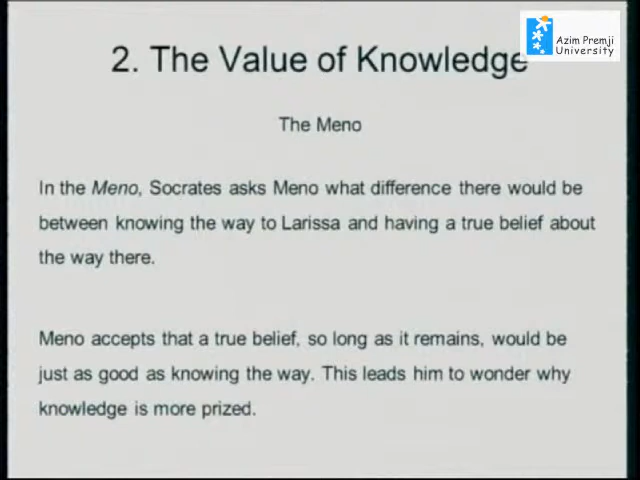 Azim Premji
University
2. The Value of Knowledge
The Meno
In the Meno, Socrates asks Meno what difference there would be
between knowing the way to Larissa and having a true belief about
the way there.
Meno accepts that a true belief, so long as it remains, would be
just as good as knowing the way. This leads him to wonder why
knowledge is more prized.